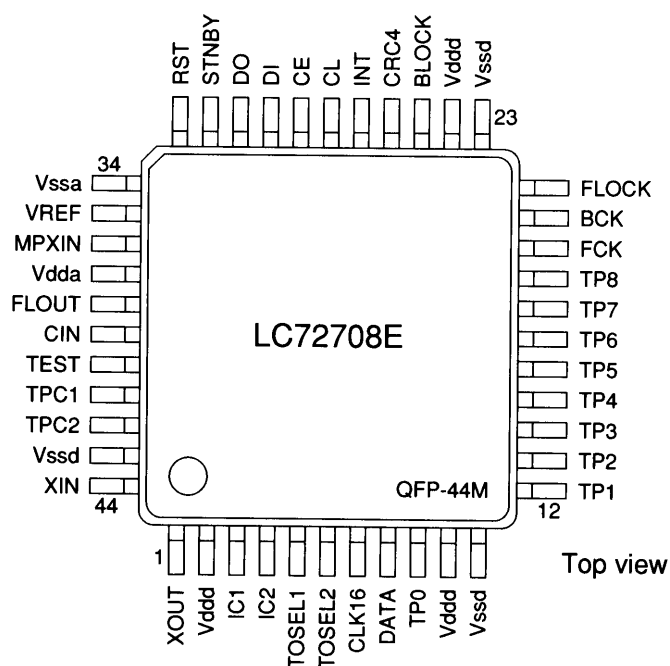 RST
STNBY
DO
DI
CE
CL
INT
CRC4
BLOCK
Vddd
Vssd
23
34
Vssa
VREF
MPXIN
Vdda
FLOUT
CIN
TEST
TPC1
TPC2
Vssd
XIN
44
LC72708E
QFP-44M
FLOCK
BCK
FCK
TP8
TP7
TP6
TP5
TP4
TP3
TP2
TP1
12
1
XOUT
Vddd
IC1
IC2
TOSEL1
TOSEL2
CLK16
DATA
TP0
Vddd
Vssd
Top view